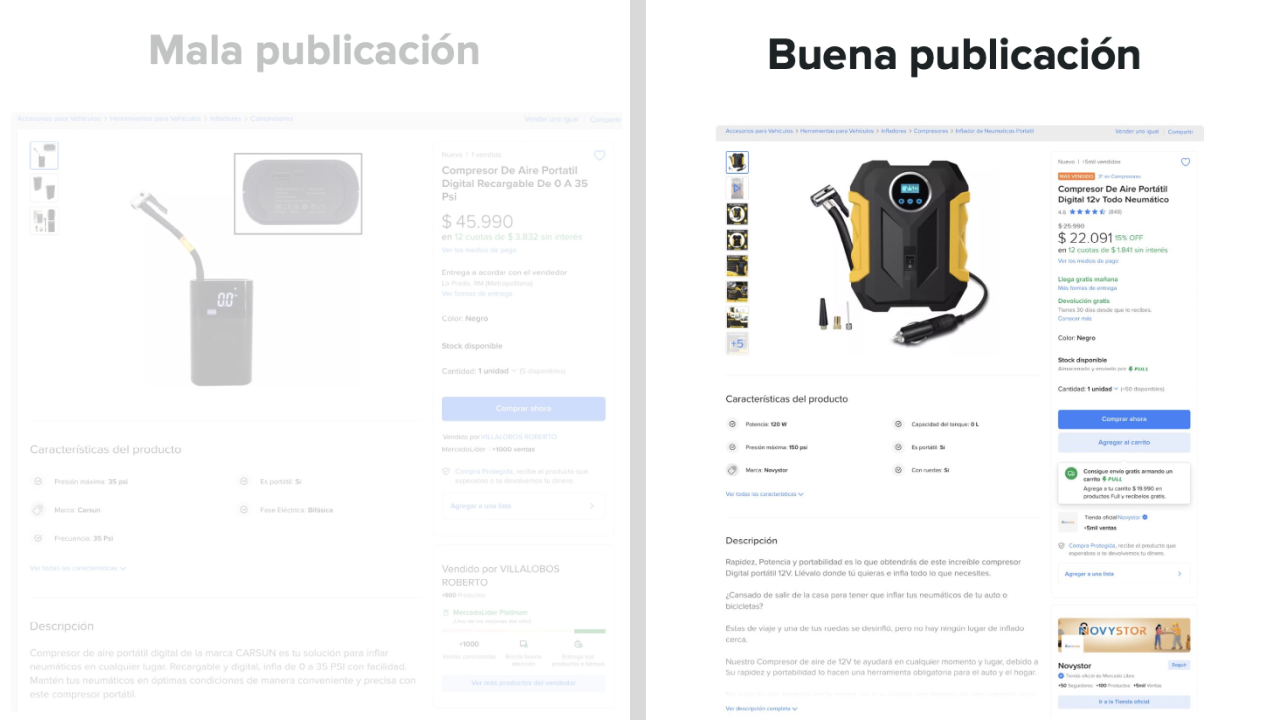 Mala publicación
Accesorios para Vehículos > Herramientas para Vehículos > Infladores > Compresores
Vender uno igual | Compartir
Nuevo | 1 vendido
Compresor De Aire Portatil
Digital Recargable De 0 A 35
Psi
$ 45.990
en 12 cuotas de $ 3.832 sin interés
Ver los medios de pago
Entrega a acordar con el vendedor
Lo Prado, RM (Metropolitana)
Ver formas de entrega
Color: Negro
Stock disponible
Cantidad: 1 unidad (5 disponibles)
Comprar ahora
Vendido por VILLALOBOS ROBERTO
MercadoLíder | +1000 ventas
Compra Protegida, recibe el producto que
esperabas o te devolvemos tu dinero.
Agregar a una lista
Características del producto
Presión máxima: 35 psi
Es portátil: Sí
Marca: Carsun
Fase Eléctrica: Bifásica
Frecuencia: 35 Psi
Ver todas las características
Vendido por VILLALOBOS
ROBERTO
+500 Productos
MercadoLíder Platinum
¡Uno de los mejores del sitio!
+1000
Ver más productos del vendedor
Descripción
Compresor de aire portátil digital de la marca CARSUN es tu solución para inflar
neumáticos en cualquier lugar. Recargable y digital, infla de 0 a 35 PSI con facilidad.
Mantén tus neumáticos en óptimas condiciones de manera conveniente y precisa con
este compresor portátil.
Buena publicación
Accesorios para Vehículos > Herramientas para Vehículos > Infladores > Compresores > Inflador de Neumaticos Portatil
Vender uno igual | Compartir
Nuevo | +5mil vendidos
MÁS VENDIDO 2º en Compresores
Compresor De Aire Portátil
Digital 12v Todo Neumático
4.6 (848)
$ 25.990
$ 22.091 15% OFF
en 12 cuotas de $ 1.841 sin interés
Ver los medios de pago
Llega gratis mañana
Más formas de entrega
Devolución gratis
Tienes 30 días desde que lo recibes.
Conocer más
Color: Negro
Stock disponible
Almacenado y enviado por FULL
Cantidad: 1 unidad (+50 disponibles)
Comprar ahora
Agregar al carrito
Consigue envío gratis armando un
carrito FULL
Agrega a tu carrito $ 19.990 en
productos Full y recíbelos gratis.
Tienda oficial Novystor
+5mil ventas
Compra Protegida, recibe el producto que
esperabas o te devolvemos tu dinero.
Agregar a una lista
+5
Características del producto
Potencia: 120 W
Capacidad del tanque: 0 L
Presión máxima: 150 psi
Es portátil: Sí
Marca: Novystor
Con ruedas: Sí
Ver todas las características
Descripción
Rapidez, Potencia y portabilidad es lo que obtendrás de este increíble compresor
Digital portátil 12V. Llévalo donde tú quieras e infla todo lo que necesites.
¿Cansado de salir de la casa para tener que inflar tus neumáticos de tu auto o
bicicletas?
Estas de viaje y una de tus ruedas se desinfló, pero no hay ningún lugar de inflado
cerca.
Nuestro Compresor de aire de 12V te ayudará en cualquier momento y lugar, debido a
Su rapidez y portabilidad lo hacen una herramienta obligatoria para el auto y el hogar.
Ver descripción completa
NOVYSTOR
Novystor
Seguir
Tienda oficial de Mercado Libre
+50 Seguidores +100 Productos +5mil Ventas
Ir a la Tienda oficial